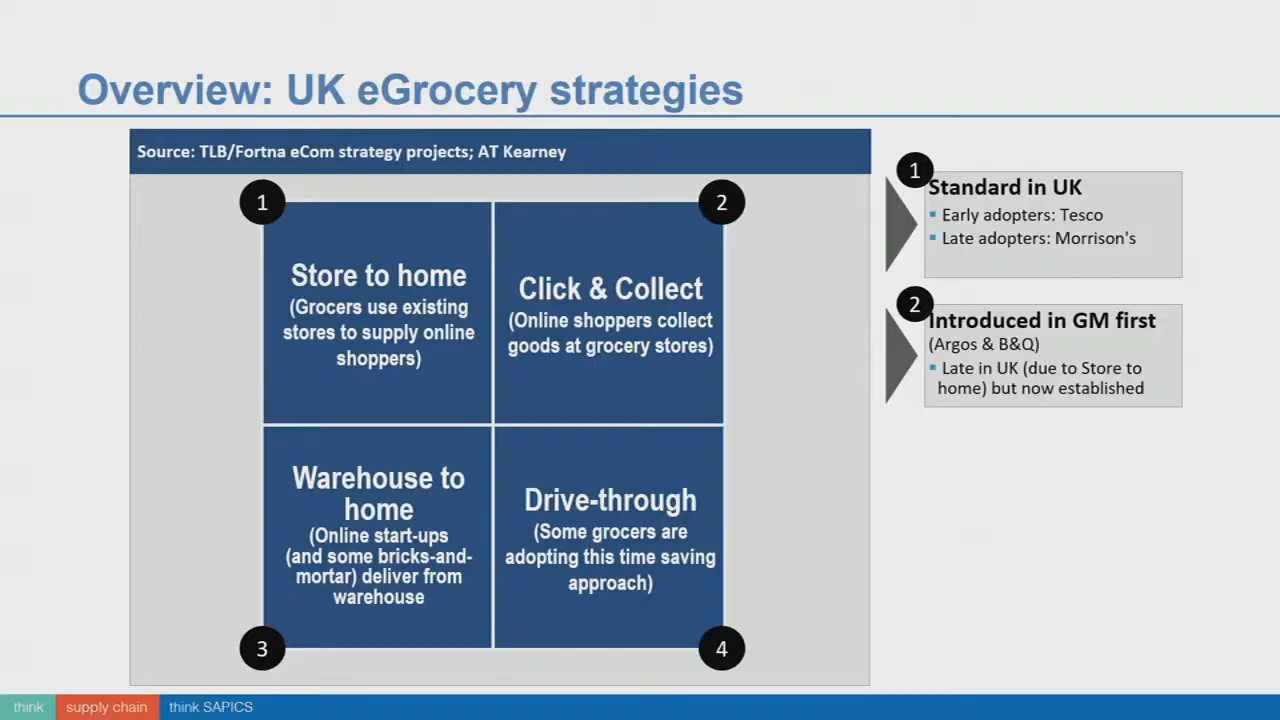 Overview: UK eGrocery strategies
Source: TLB/Fortna eCom strategy projects; AT Kearney
1
Store to home
(Grocers use existing
stores to supply online
shoppers)
2
Click & Collect
(Online shoppers collect
goods at grocery stores)
Warehouse to
home
(Online start-ups
(and some bricks-and-
mortar) deliver from
warehouse
3
Drive-through
(Some grocers are
adopting this time saving
approach)
4
1
Standard in UK
▪ Early adopters: Tesco
▪ Late adopters: Morrison's
2
Introduced in GM first
(Argos & B&Q)
▪ Late in UK (due to Store to
home) but now established
think supply chain think SAPICS